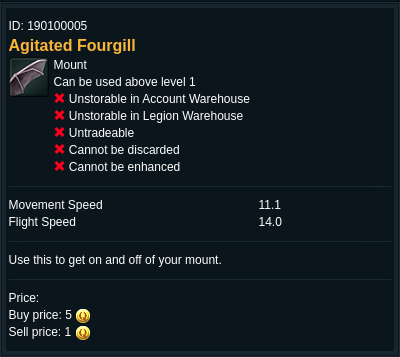 ID: 190100005
Agitated Fourgill
Mount
Can be used above level 1
Unstorable in Account Warehouse
Unstorable in Legion Warehouse
Untradeable
Cannot be discarded
Cannot be enhanced
Movement Speed 11.1
Flight Speed 14.0
Use this to get on and off of your mount.
Price:
Buy price: 5
Sell price: 1